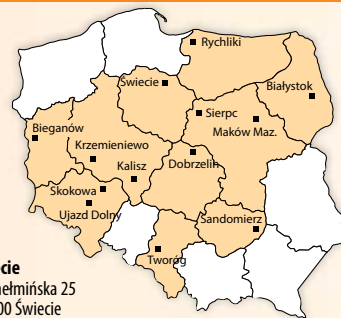 Rychliki
Świecie
Białystok
Sierpc
Maków Maz.
Bieganów
Krzemieniewo
Kalisz
Dobrzelin
Skokowa
Ujazd Dolny
Sandomierz
Tworóg
cie
ełmińska 25
00 Świecie